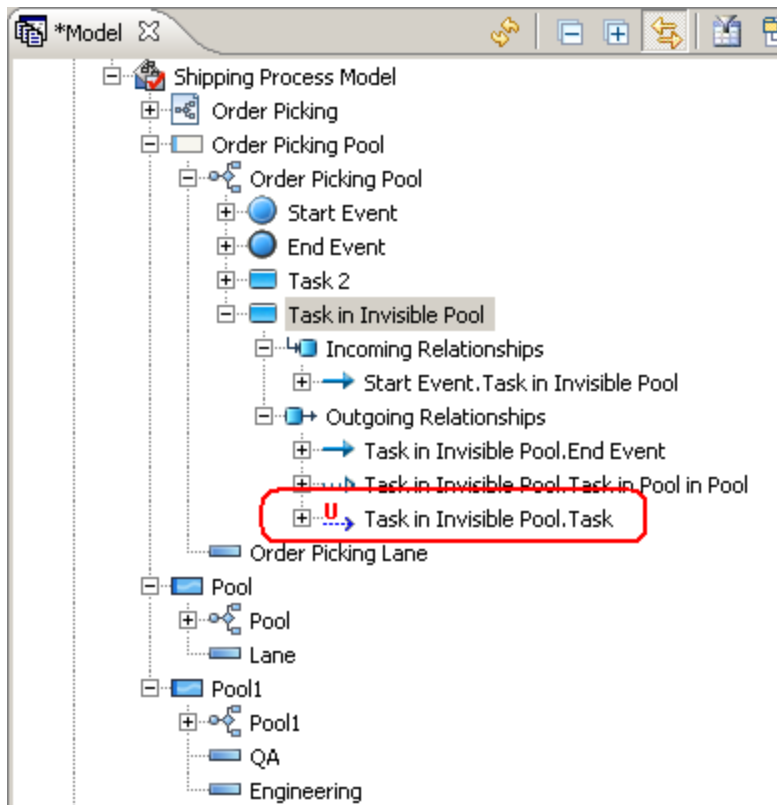 *Model
Shipping Process Model
Order Picking
Order Picking Pool
Order Picking Pool
Start Event
End Event
Task 2
Task in Invisible Pool
Incoming Relationships
Start Event.Task in Invisible Pool
Outgoing Relationships
Task in Invisible Pool.End Event
Task in Invisible Pool.Task in Pool in Pool
U Task in Invisible Pool.Task
Order Picking Lane
Pool
Pool
Lane
Pool1
Pool1
QA
Engineering